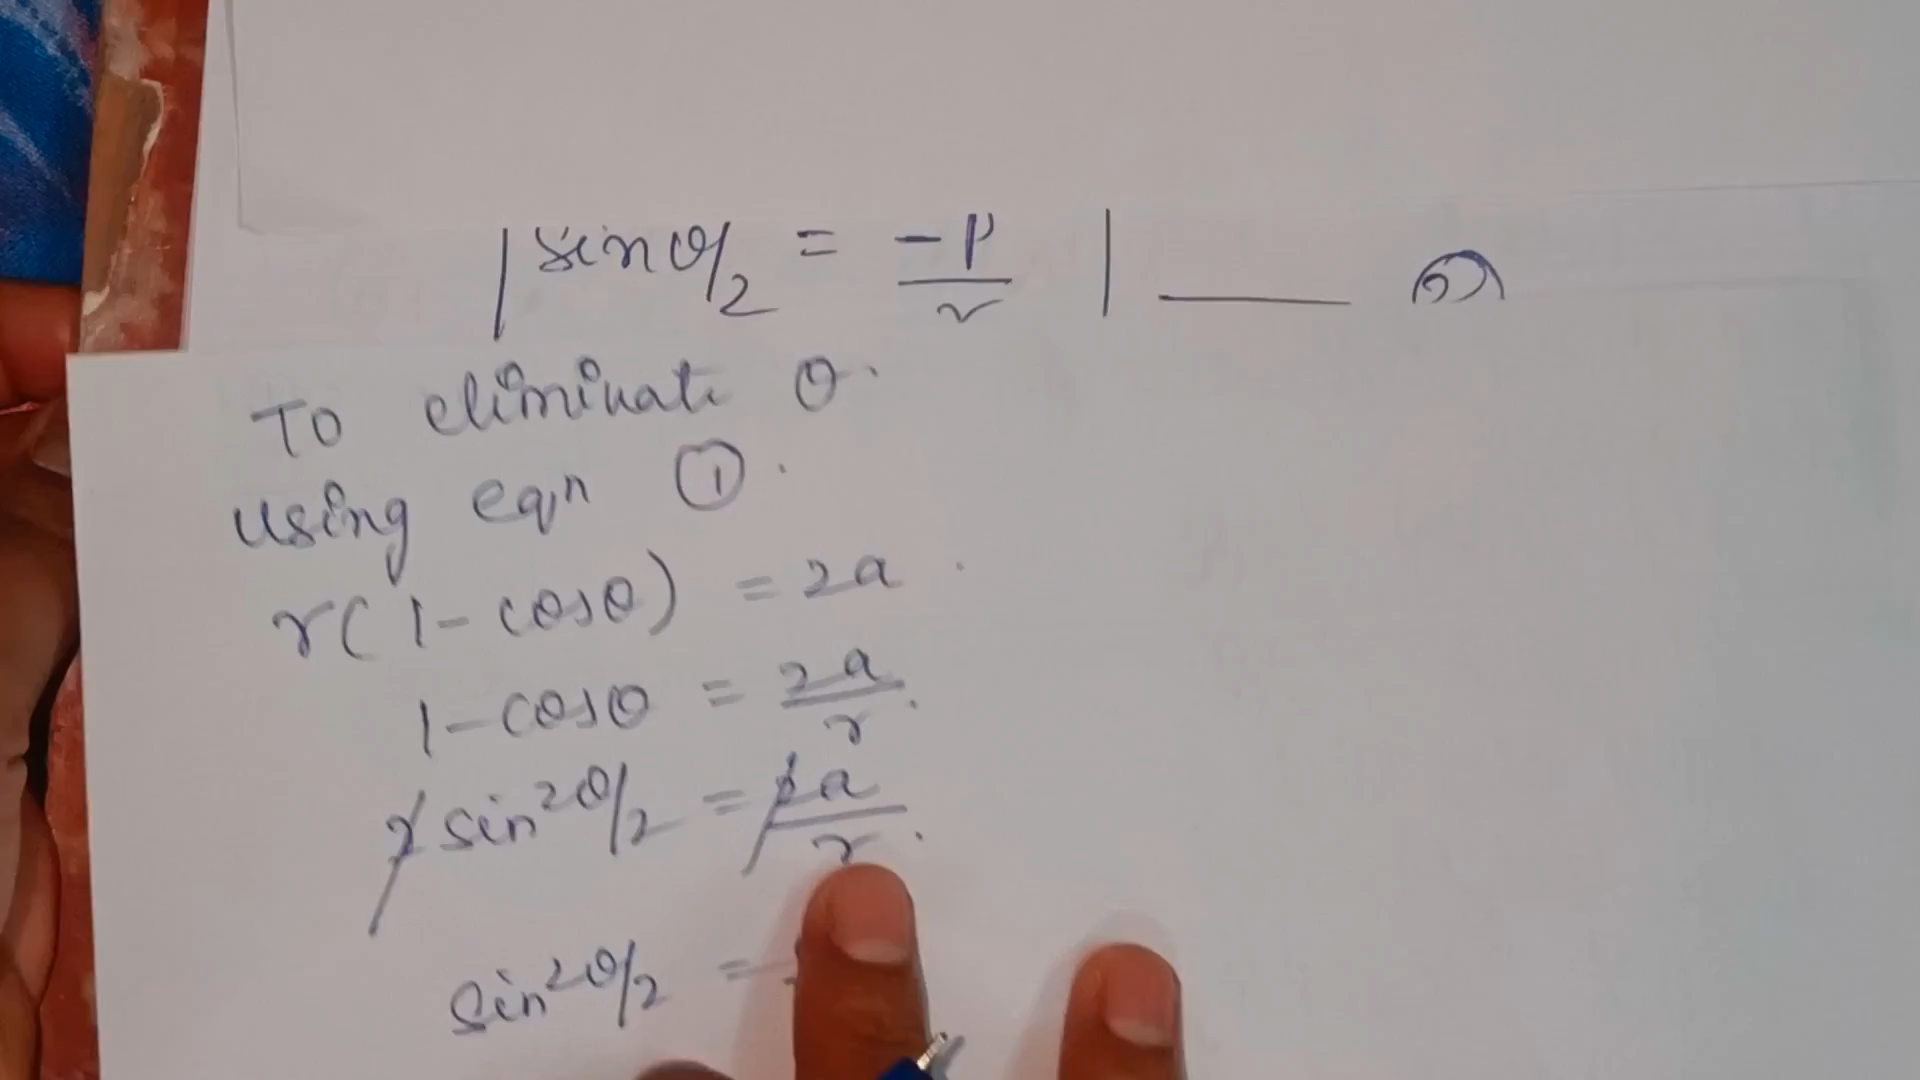 | sin θ/2 = -p/r | ___
To eliminate θ.
using eqn ①.
r(1-cosθ) = 2a.
1-cosθ = 2a/r.
2 sin²θ/2 = 2a/r.
sin²θ/2 =